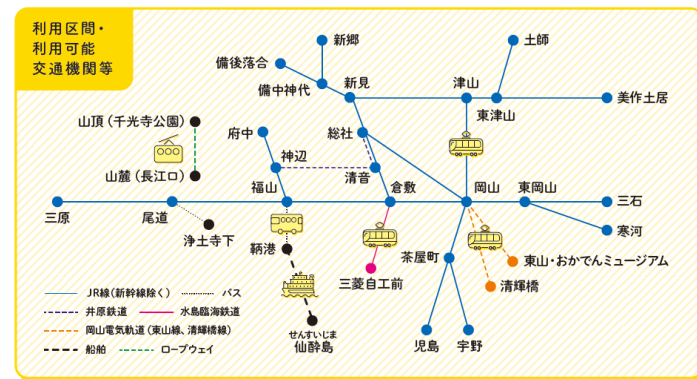 利用区間・
利用可能
交通機関等
新郷
土師
備後落合
新見
津山
備中神代
東津山
美作土居
山頂（千光寺公園）
府中
総社
神辺
山麓（長江口）
清音
福山
倉敷
岡山
東岡山
三石
三原
尾道
浄土寺下
鞆港
茶屋町
寒河
東山・おかでんミュージアム
三菱自工前
清輝橋
JR線（新幹線除く）
バス
井原鉄道
水島臨海鉄道
岡山電気軌道（東山線、清輝橋線）
船舶
ロープウェイ
せんすいじま
仙酔島
児島
宇野